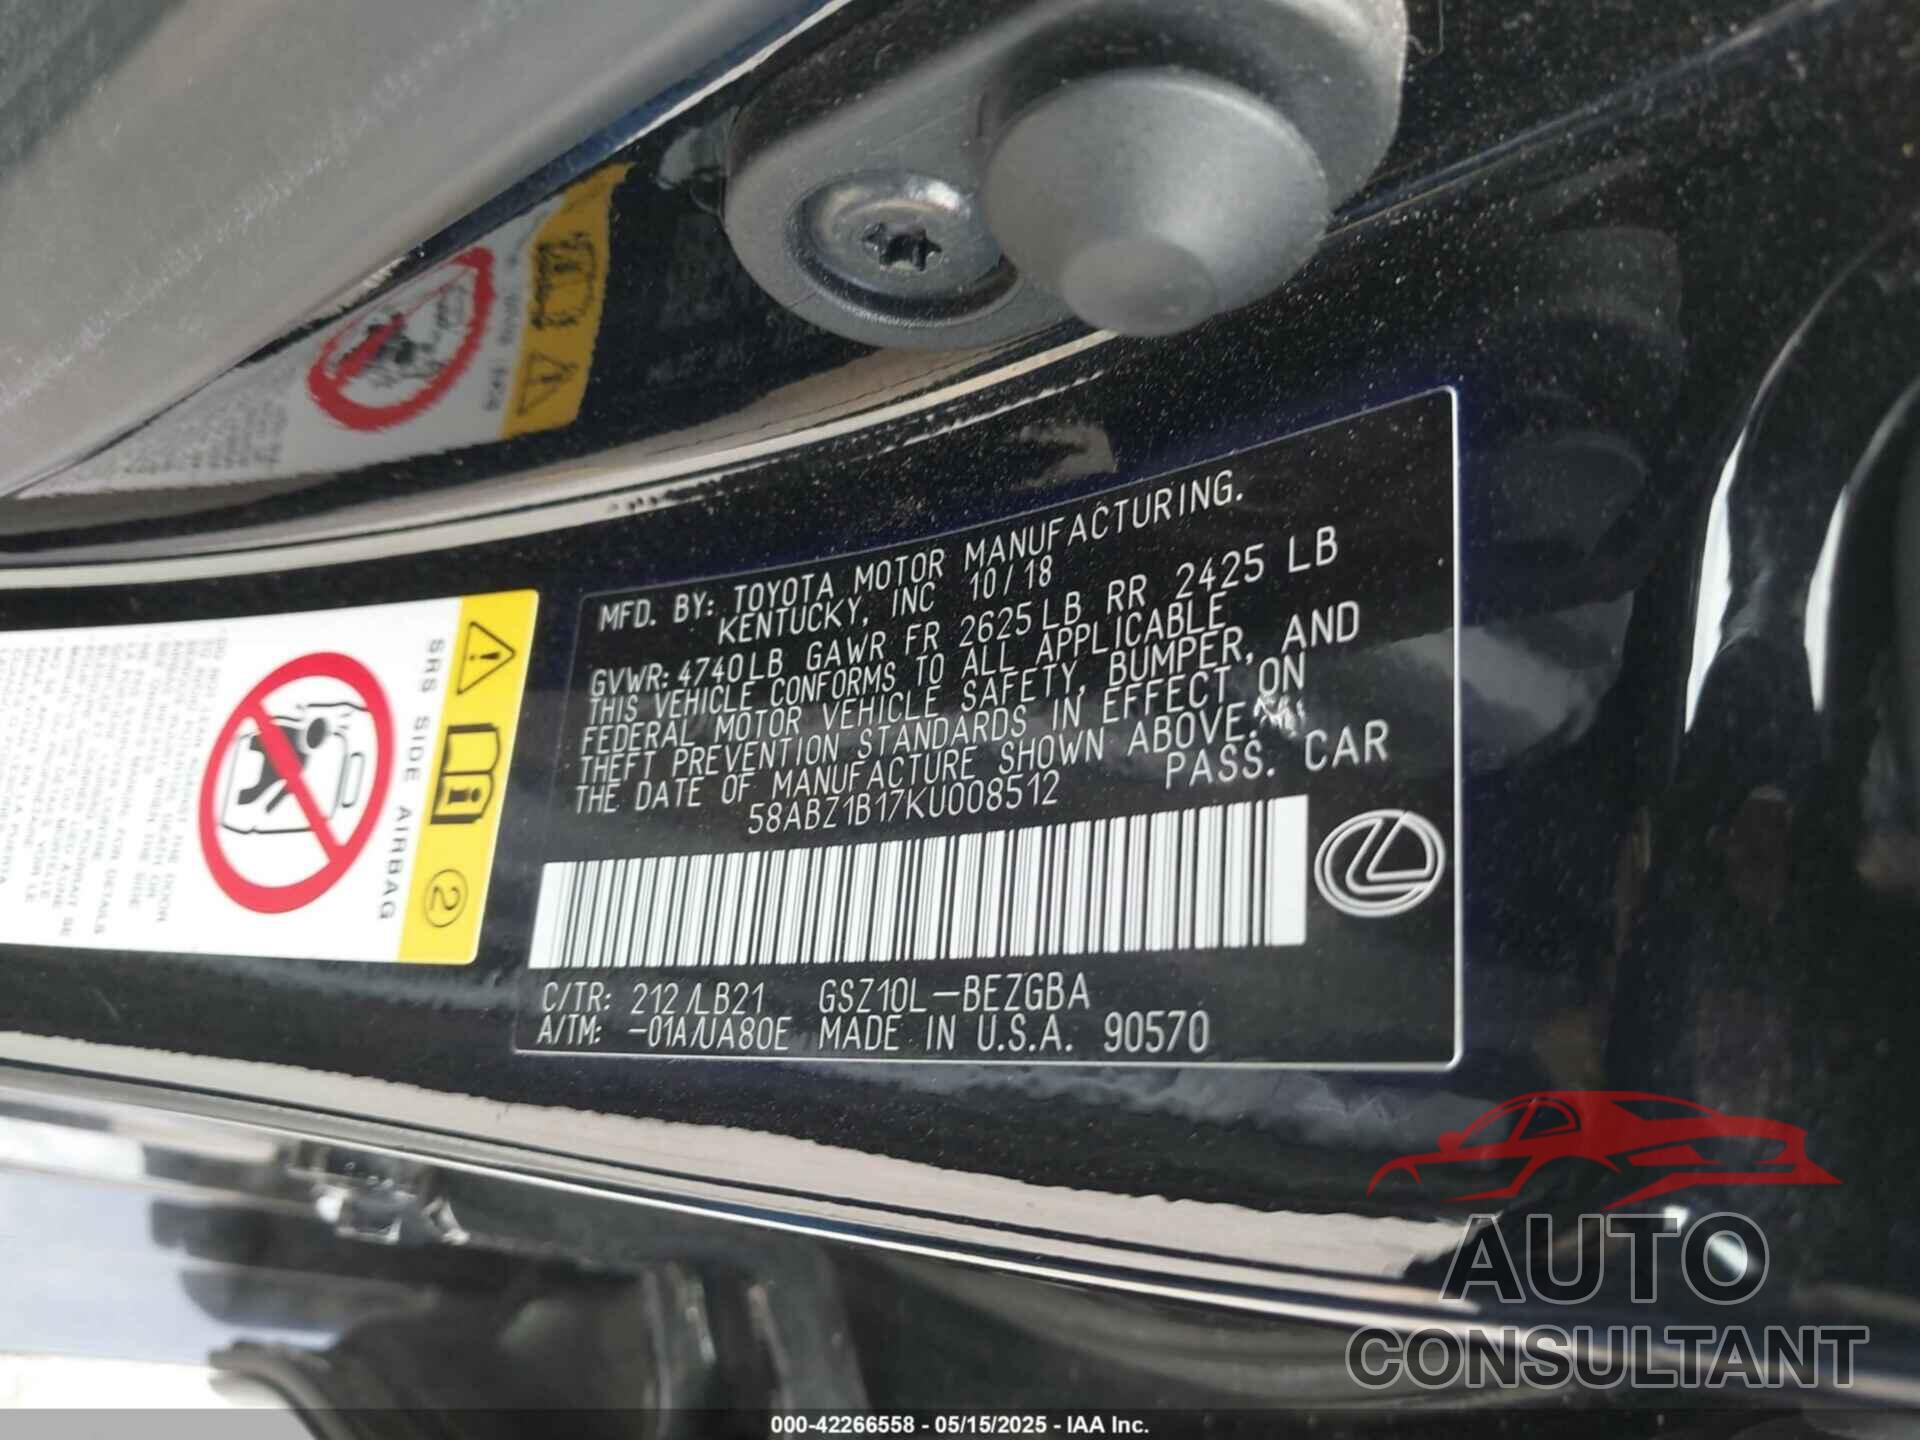 MFD. BY: TOYOTA MOTOR MANUFACTURING.
KENTUCKY, INC 10/18
GVWR: 4740LB GAWR FR 2625LB RR 2425 LB
THIS VEHICLE CONFORMS TO ALL APPLICABLE
FEDERAL MOTOR VEHICLE SAFETY, BUMPER, AND
THEFT PREVENTION STANDARDS IN EFFECT ON
THE DATE OF MANUFACTURE SHOWN ABOVE.
58ABZ1B17KU008512 PASS. CAR
C/TR: 212/LB21 GSZ10L-BEZGBA
A/TM: -01A/UA80E MADE IN U.S.A. 90570
SRS SIDE AIRBAG
2
AUTO
CONSULTANT
000-42266558 - 05/15/2025 - IAA Inc.